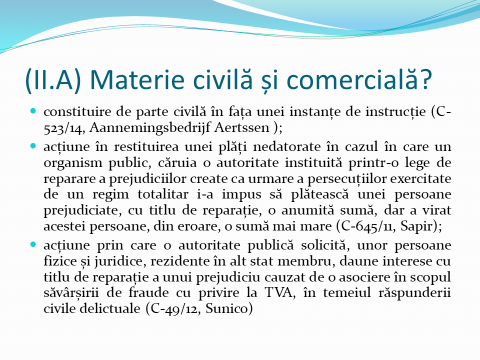 (II.A) Materie civilă și comercială?
constituire de parte civilă în fața unei instanțe de instrucție (C-
523/14, Aannemingsbedrijf Aertssen );
acțiune în restituirea unei plăți nedatorate în cazul în care un
organism public, căruia o autoritate instituită printr-o lege de
reparare a prejudiciilor create ca urmare a persecuțiilor exercitate
de un regim totalitar i-a impus să plătească unei persoane
prejudiciate, cu titlu de reparație, o anumită sumă, dar a virat
acestei persoane, din eroare, o sumă mai mare (C-645/11, Sapir);
acțiune prin care o autoritate publică solicită, unor persoane
fizice și juridice, rezidente în alt stat membru, daune interese cu
titlu de reparație a unui prejudiciu cauzat de o asociere în scopul
săvârșirii de fraude cu privire la TVA, în temeiul răspunderii
civile delictuale (C-49/12, Sunico)